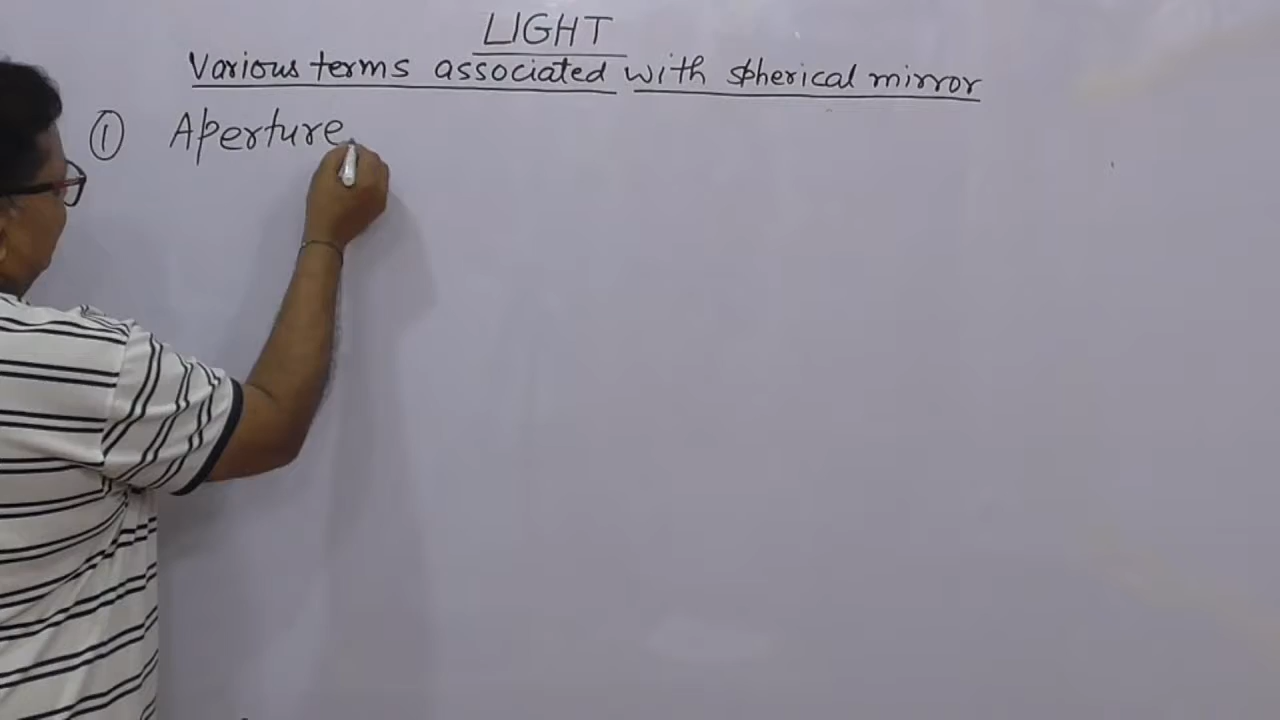 LIGHT
Various terms associated with spherical mirror
① Aperture